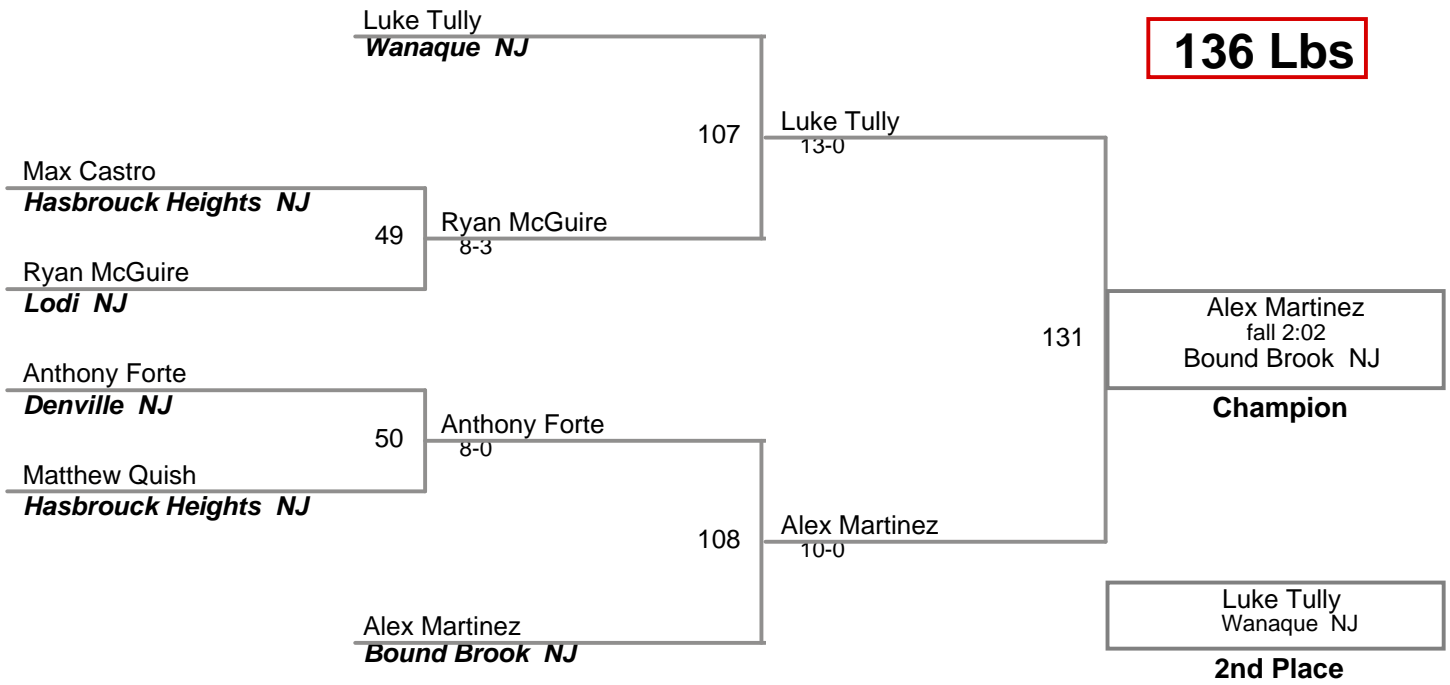 Luke Tully
Wanaque NJ
136 Lbs
107
Luke Tully
13-0
Max Castro
Hasbrouck Heights NJ
49
Ryan McGuire
8-3
Ryan McGuire
Lodi NJ
131
Alex Martinez
fall 2:02
Bound Brook NJ
Champion
Anthony Forte
Denville NJ
50
Anthony Forte
8-0
Matthew Quish
Hasbrouck Heights NJ
108
Alex Martinez
10-0
Alex Martinez
Bound Brook NJ
Luke Tully
Wanaque NJ
2nd Place